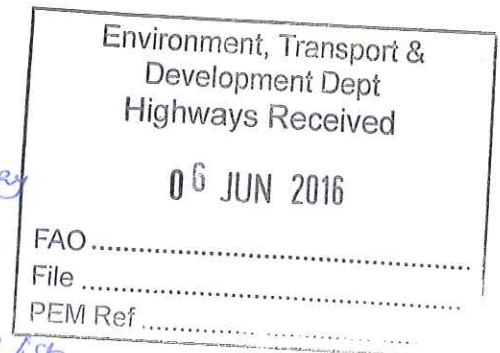 Environment, Transport &
Development Dept
Highways Received
06 JUN 2016
FAO
File
PEM Ref